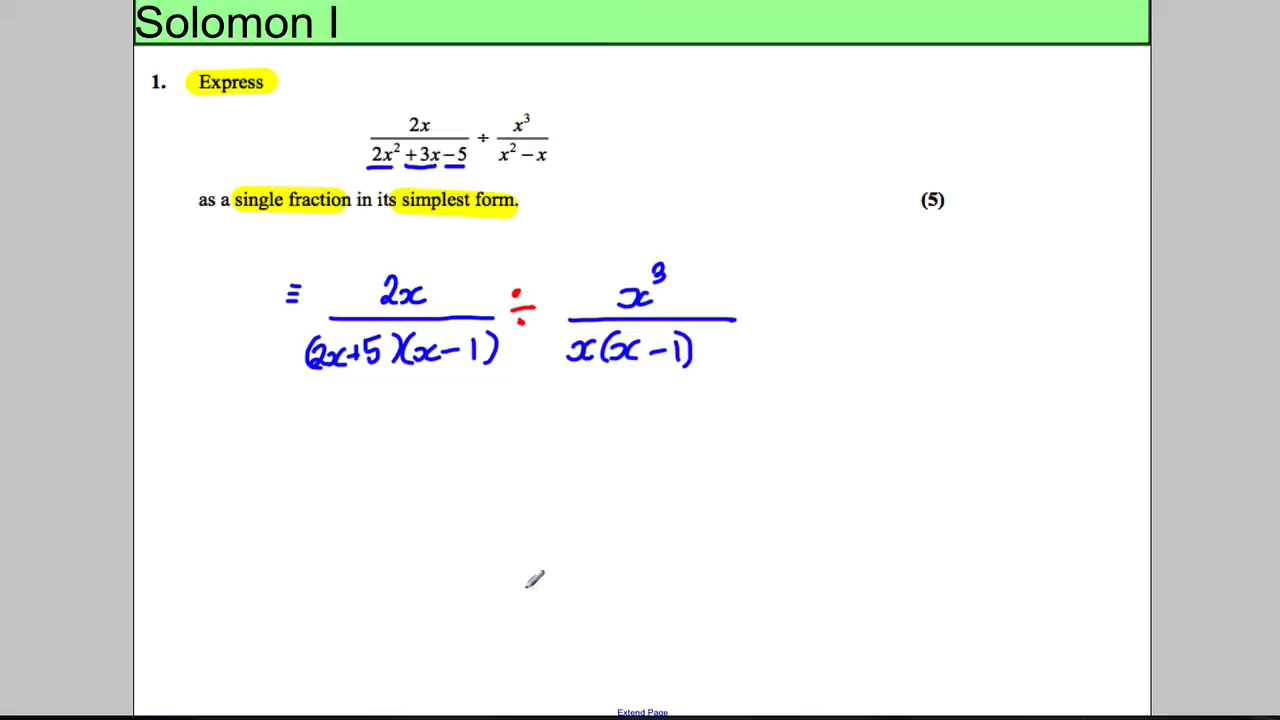 Solomon I
1. Express
2x / (2x² + 3x − 5) ÷ x³ / (x² − x)
as a single fraction in its simplest form. (5)
≡ 2x / (2x+5)(x−1) ÷ x³ / x(x−1)
Extend Page